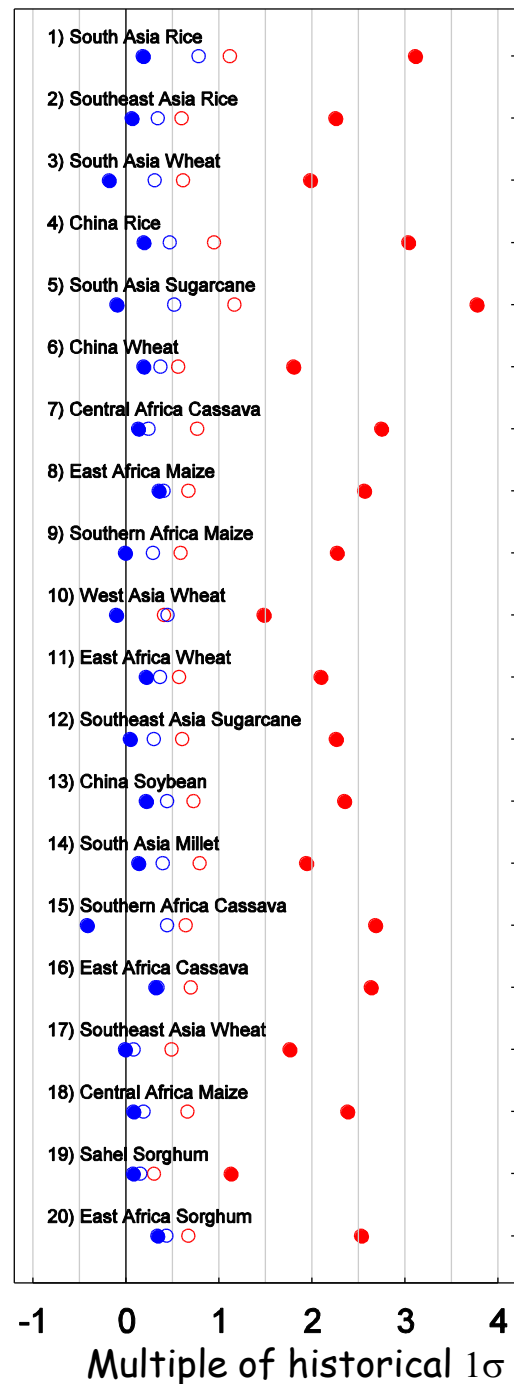 1) South Asia Rice
2) Southeast Asia Rice
3) South Asia Wheat
4) China Rice
5) South Asia Sugarcane
6) China Wheat
7) Central Africa Cassava
8) East Africa Maize
9) Southern Africa Maize
10) West Asia Wheat
11) East Africa Wheat
12) Southeast Asia Sugarcane
13) China Soybean
14) South Asia Millet
15) Southern Africa Cassava
16) East Africa Cassava
17) Southeast Asia Wheat
18) Central Africa Maize
19) Sahel Sorghum
20) East Africa Sorghum
-1 0 1 2 3 4
Multiple of historical 1σ